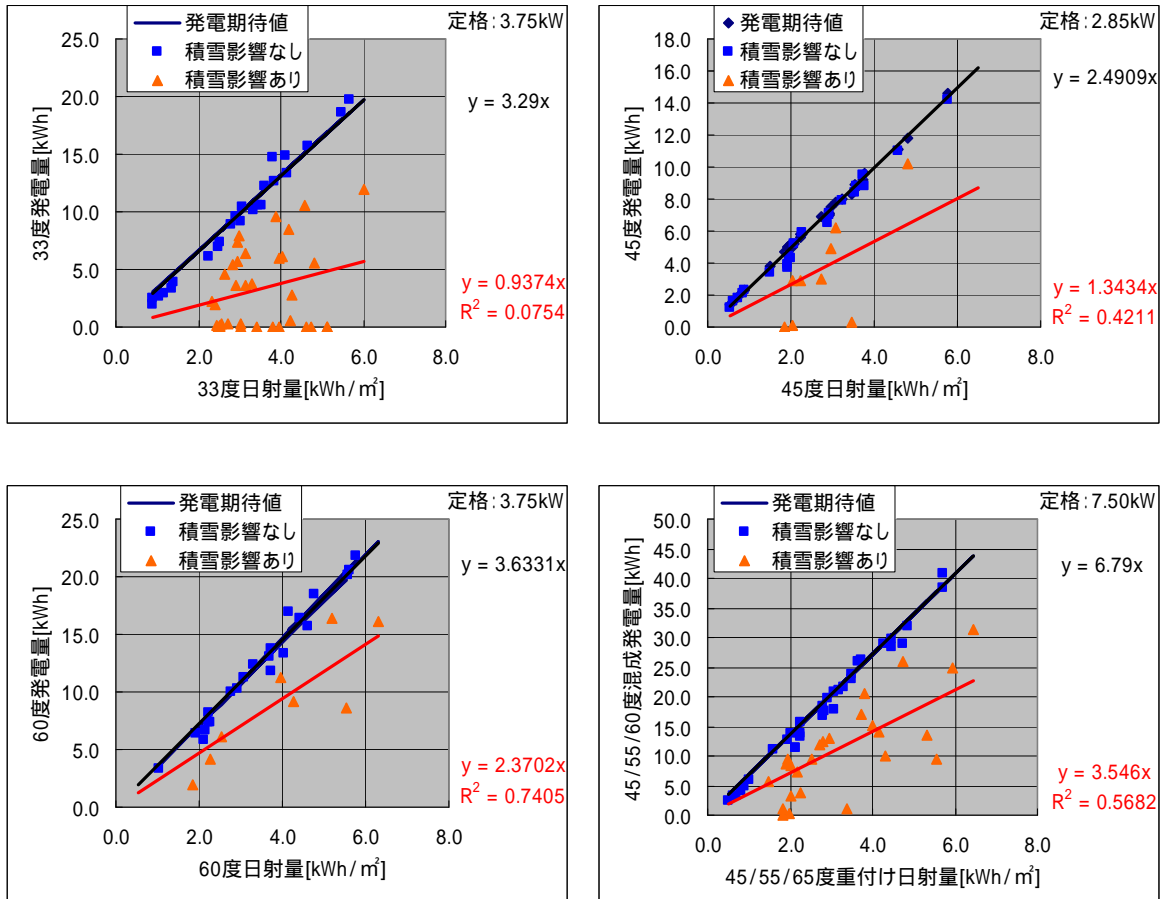 発電期待値
積雪影響なし
積雪影響あり
定格:3.75kW
25.0
20.0
15.0
10.0
5.0
0.0
33度発電量[kWh]
y = 3.29x
y = 0.9374x
R² = 0.0754
0.0 2.0 4.0 6.0 8.0
33度日射量[kWh/㎡]
発電期待値
積雪影響なし
積雪影響あり
定格:2.85kW
18.0
16.0
14.0
12.0
10.0
8.0
6.0
4.0
2.0
0.0
45度発電量[kWh]
y = 2.4909x
y = 1.3434x
R² = 0.4211
0.0 2.0 4.0 6.0 8.0
45度日射量[kWh/㎡]
発電期待値
積雪影響なし
積雪影響あり
定格:3.75kW
25.0
20.0
15.0
10.0
5.0
0.0
60度発電量[kWh]
y = 3.6331x
y = 2.3702x
R² = 0.7405
0.0 2.0 4.0 6.0 8.0
60度日射量[kWh/㎡]
発電期待値
積雪影響なし
積雪影響あり
定格:7.50kW
50.0
45.0
40.0
35.0
30.0
25.0
20.0
15.0
10.0
5.0
0.0
45/55/60度混成発電量[kWh]
y = 6.79x
y = 3.546x
R² = 0.5682
0.0 2.0 4.0 6.0 8.0
45/55/65度重付け日射量[kWh/㎡]